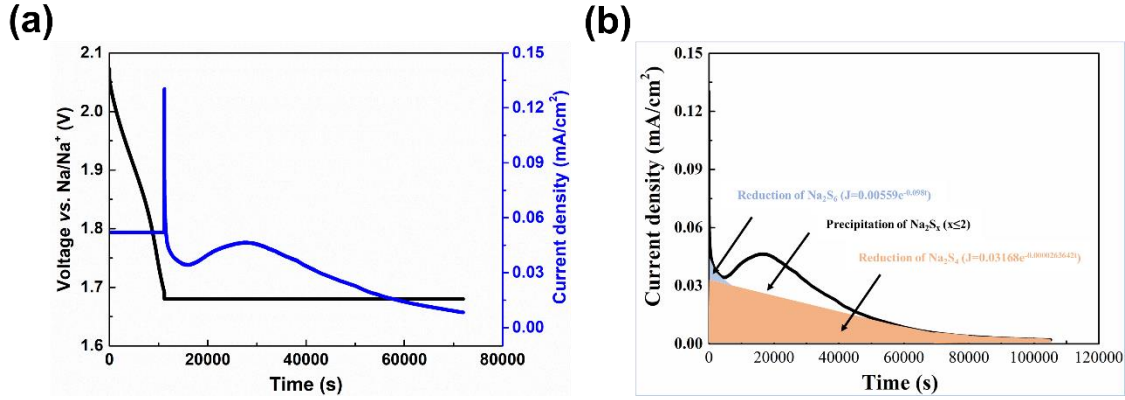 (a)
2.1
2.0
1.9
1.8
1.7
1.6
Voltage vs. Na/Na⁺ (V)
0.15
0.12
0.09
0.06
0.03
0.00
Current density (mA/cm²)
0 20000 40000 60000 80000
Time (s)
(b)
0.15
0.12
0.09
0.06
0.03
0.00
Current density (mA/cm²)
Reduction of Na₂S₆ (J=0.00559e⁻⁰·⁰⁹⁸ᵗ)
Precipitation of Na₂Sₓ (x≤2)
Reduction of Na₂S₄
0 20000 40000 60000 80000 100000 120000
Time (s)